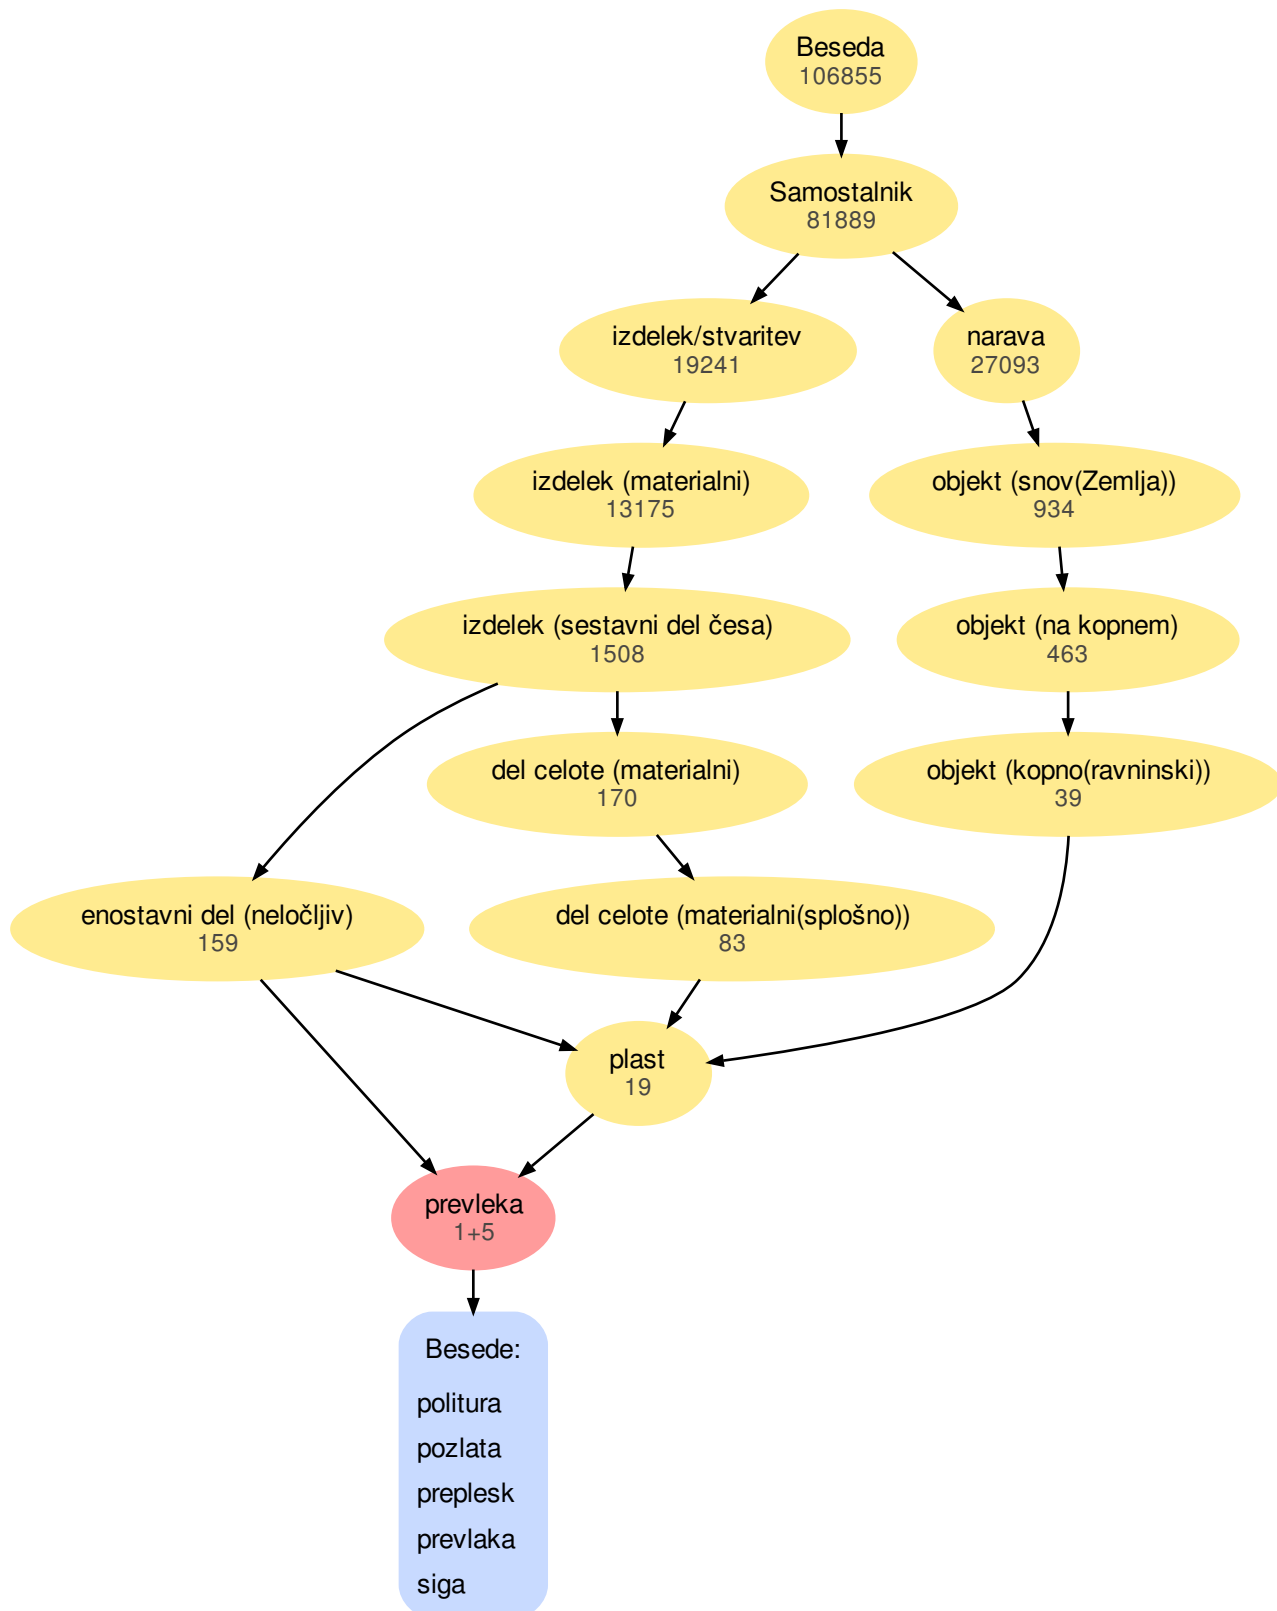 Beseda
106855
Samostalnik
81889
izdelek/stvaritev
19241
narava
27093
izdelek (materialni)
13175
objekt (snov(Zemlja))
934
izdelek (sestavni del česa)
1508
objekt (na kopnem)
463
del celote (materialni)
170
objekt (kopno(ravninski))
39
enostavni del (neločljiv)
159
del celote (materialni(splošno))
83
plast
19
prevleka
1+5
Besede:
politura
pozlata
preplesk
prevlaka
siga